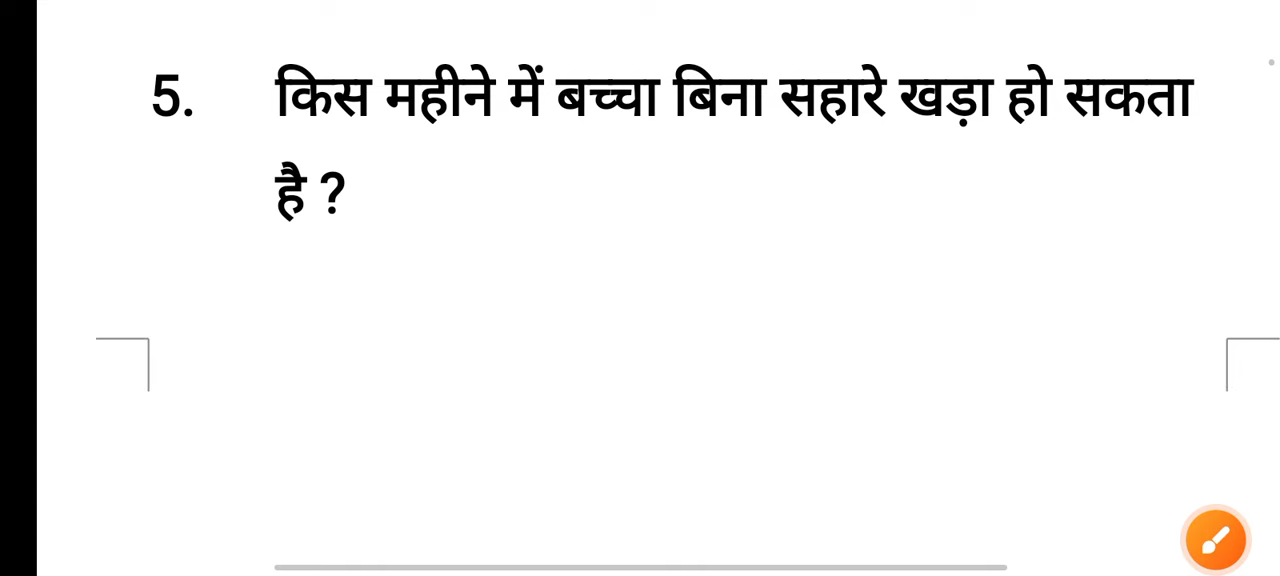 5. किस महीने में बच्चा बिना सहारे खड़ा हो सकता
है ?